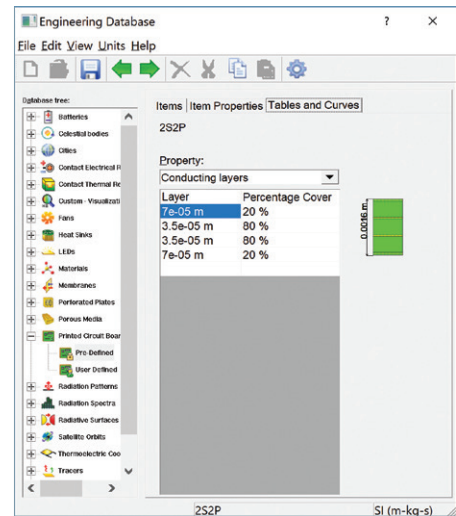 Engineering Database
? ×
File Edit View Units Help
Database tree:
Batteries
Celestial bodies
Cities
Contact Electrical R
Contact Thermal Re
Custom - Visualizati
Fans
Heat Sinks
LEDs
Materials
Membranes
Perforated Plates
Porous Media
Printed Circuit Boar
Pre-Defined
User Defined
Radiation Patterns
Radiation Spectra
Radiative Surfaces
Satellite Orbits
Thermoelectric Coo
Tracers
Items Item Properties Tables and Curves
2S2P
Property:
Conducting layers
Layer Percentage Cover
7e-05 m 20 %
3.5e-05 m 80 %
3.5e-05 m 80 %
7e-05 m 20 %
0.0016 m
2S2P SI (m-kg-s)